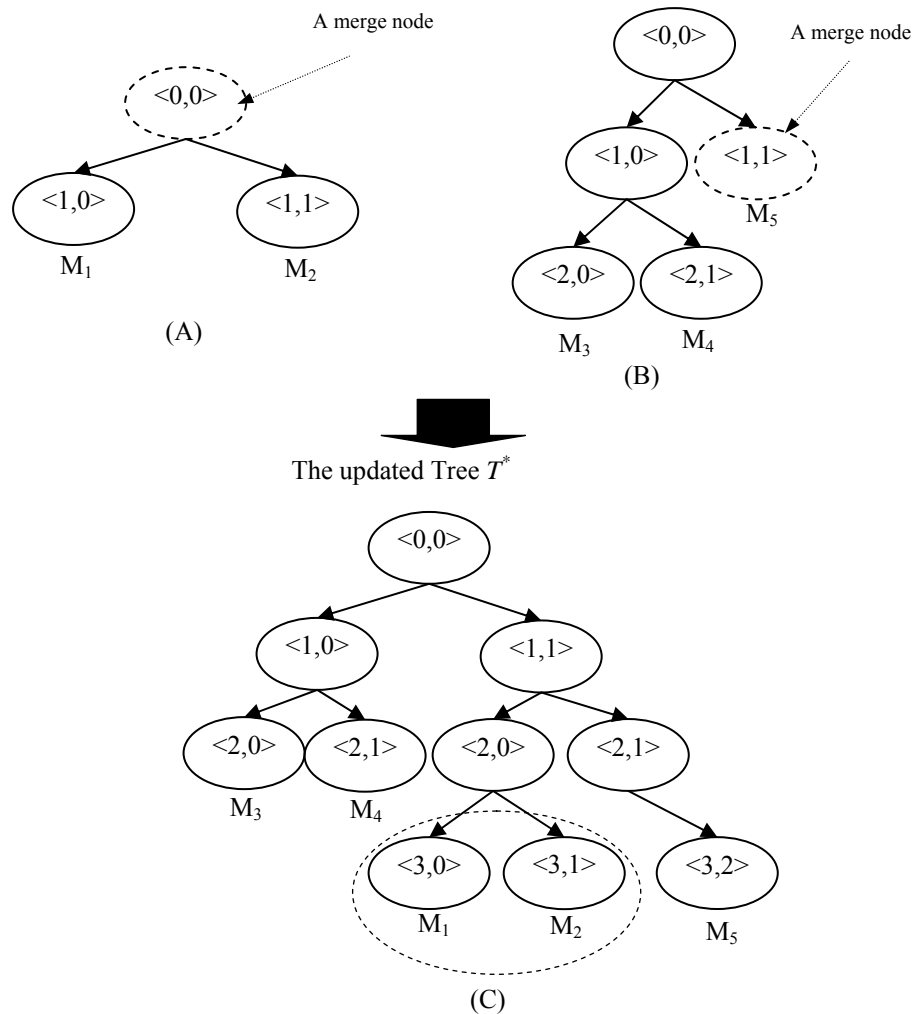 A merge node
<0,0>
<1,0> <1,1>
M₁ M₂
(A)
A merge node
<0,0>
<1,0> <1,1>
M₅
<2,0> <2,1>
M₃ M₄
(B)
The updated Tree T*
<0,0>
<1,0> <1,1>
<2,0> <2,1> <2,0> <2,1>
M₃ M₄
<3,0> <3,1> <3,2>
M₁ M₂ M₅
(C)